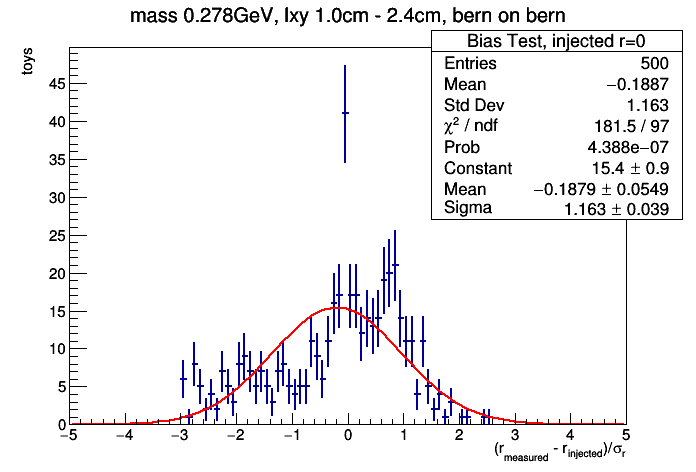 mass 0.278GeV, lxy 1.0cm - 2.4cm, bern on bern
toys
Bias Test, injected r=0
Entries 500
Mean −0.1887
Std Dev 1.163
χ² / ndf 181.5 / 97
Prob 4.388e−07
Constant 15.4 ± 0.9
Mean −0.1879 ± 0.0549
Sigma 1.163 ± 0.039
45
40
35
30
25
20
15
10
5
0
−5 −4 −3 −2 −1 0 1 2 3 4 5
(r_measured - r_injected)/σ_r